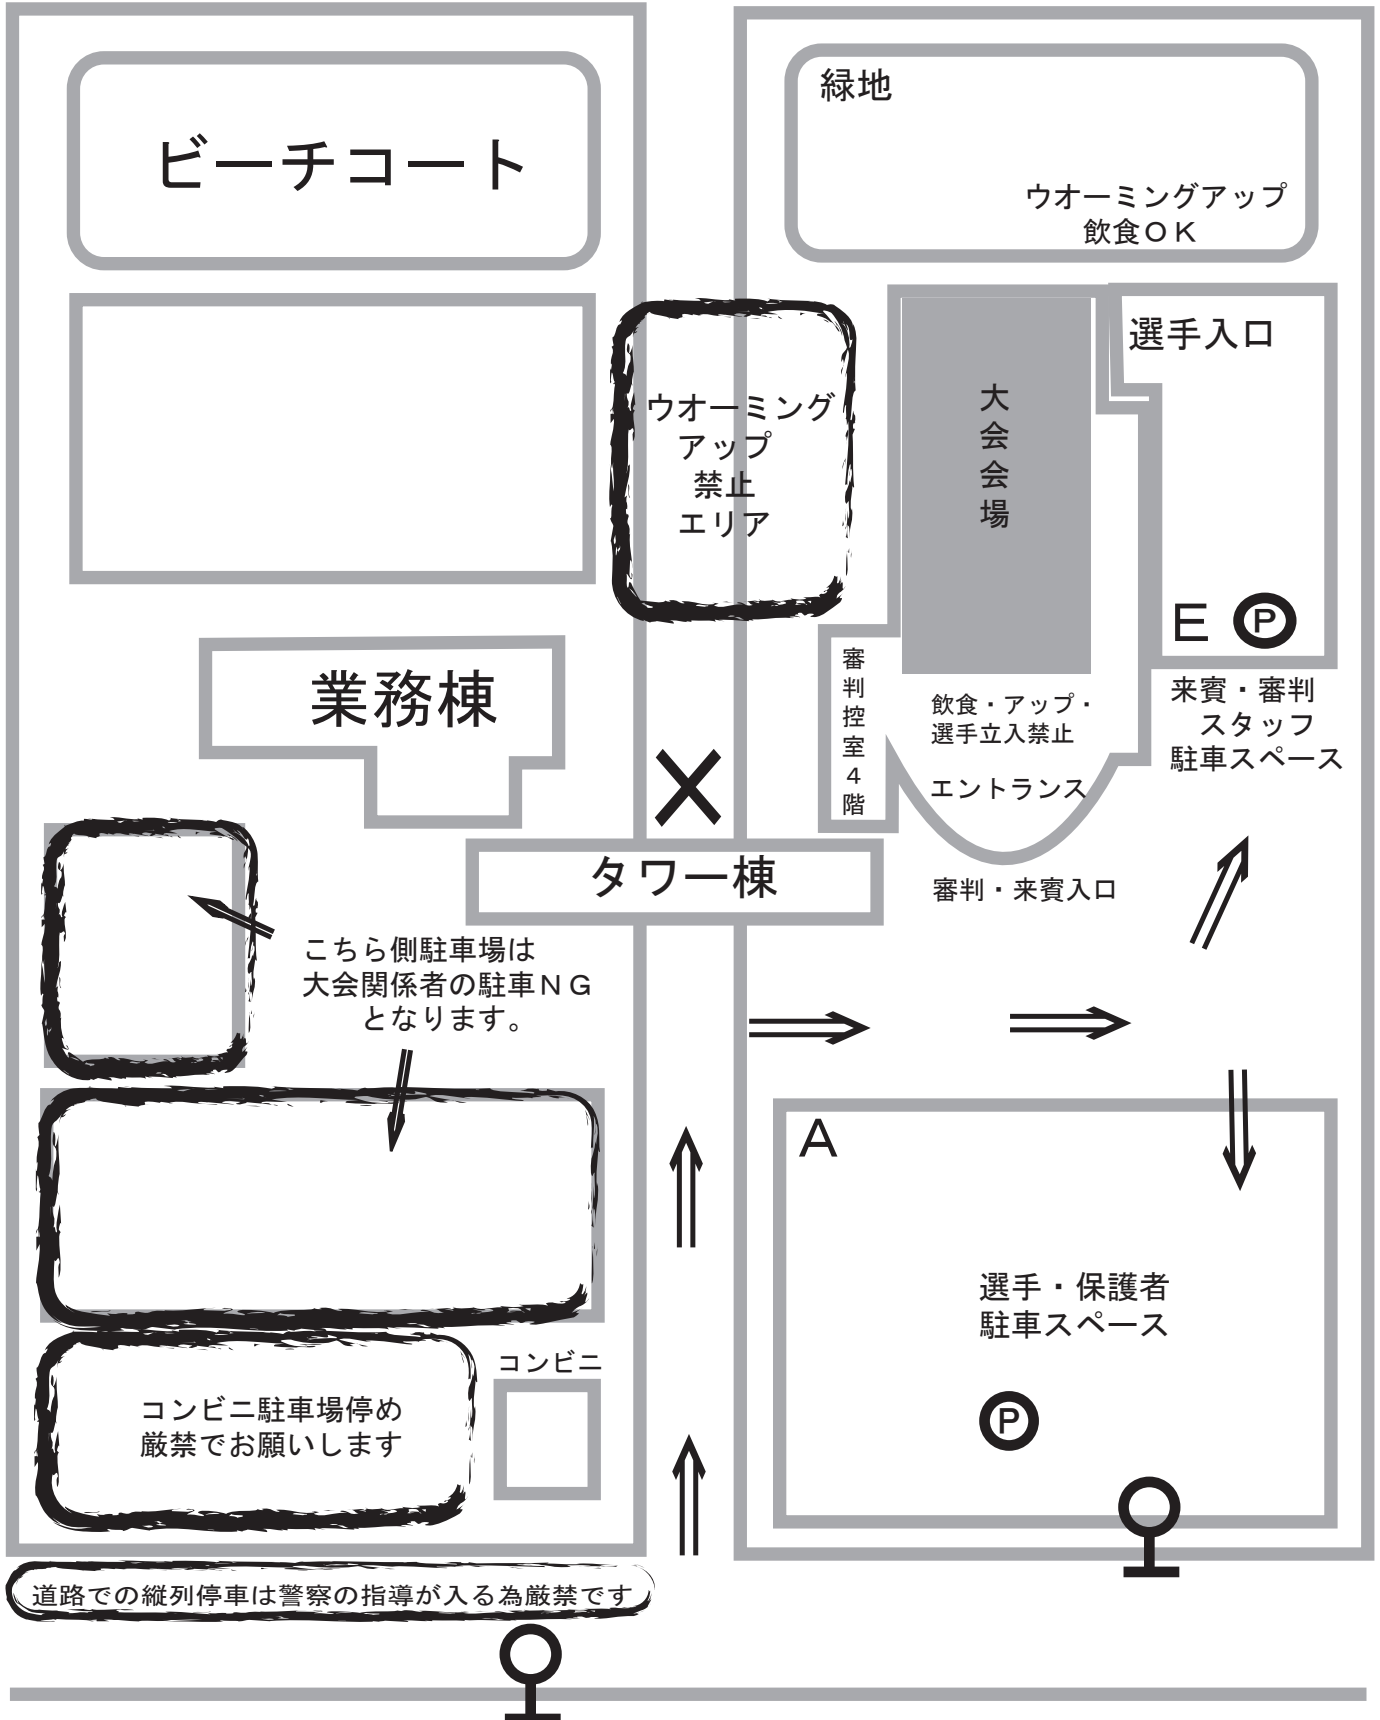 ビーチコート
緑地
ウオーミングアップ
飲食ＯＫ
ウオーミング
アップ
禁止
エリア
大会会場
選手入口
E Ⓟ
来賓・審判
スタッフ
駐車スペース
業務棟
審判控室４階
飲食・アップ・
選手立入禁止
エントランス
タワー棟
審判・来賓入口
こちら側駐車場は
大会関係者の駐車ＮＧ
となります。
A
選手・保護者
駐車スペース
Ⓟ
コンビニ
コンビニ駐車場停め
厳禁でお願いします
道路での縦列停車は警察の指導が入る為厳禁です